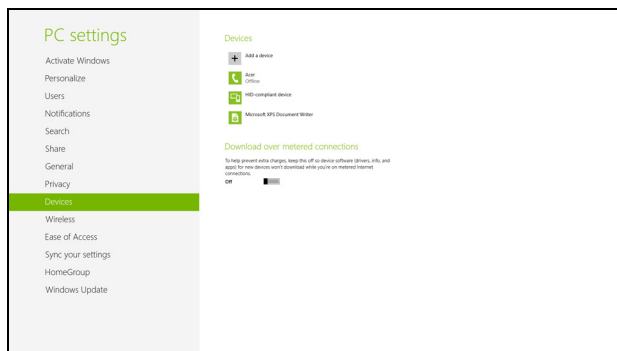 PC settings
Activate Windows
Personalize
Users
Notifications
Search
Share
General
Privacy
Devices
Wireless
Ease of Access
Sync your settings
HomeGroup
Windows Update
Devices
Add a device
Acer
Offline
HID-compliant device
Microsoft XPS Document Writer
Download over metered connections
To help prevent extra charges, keep this off so device software (drivers, info, and
apps) for new devices won't download while you're on metered Internet
connections.
Off